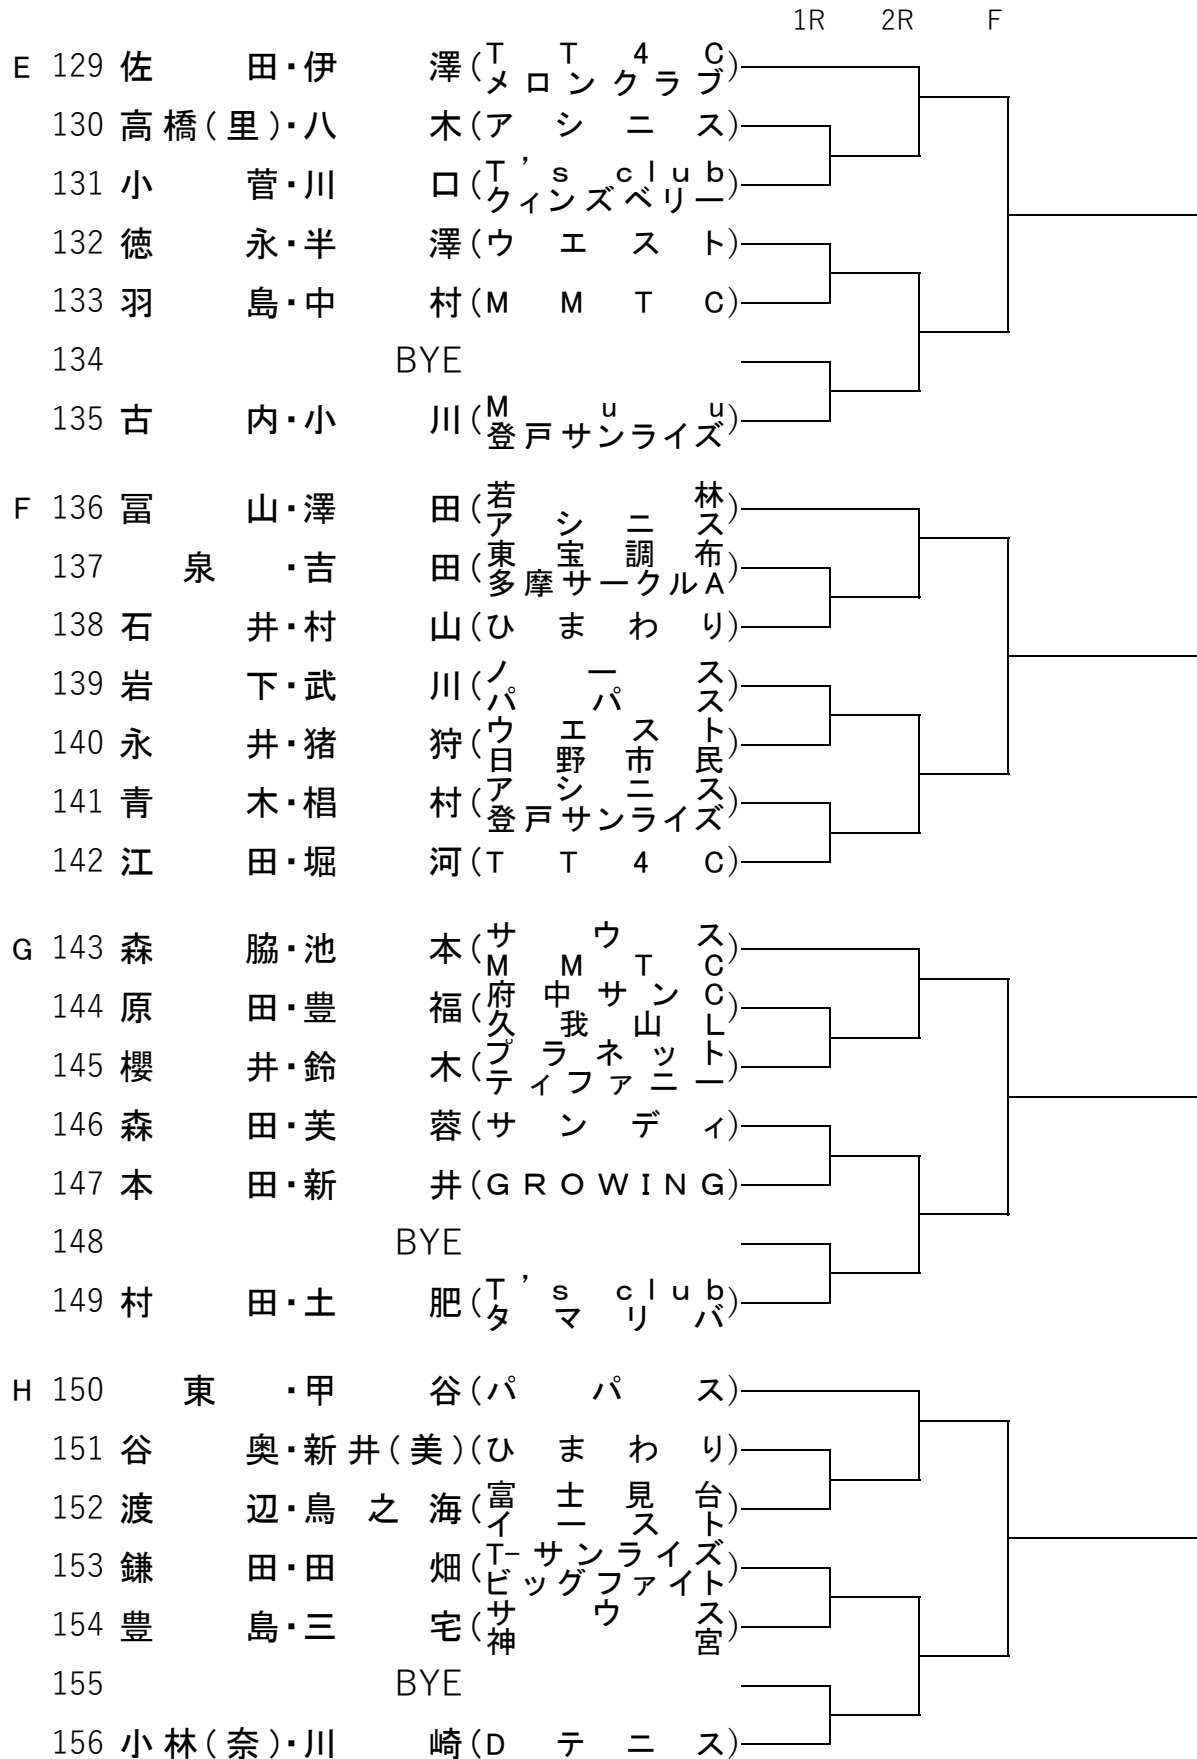 1R 2R F
E 129 佐田・伊澤(TT4C メロンクラブ)
130 高橋(里)・八木(アシニス)
131 小菅・川口(T's club クィンズベリー)
132 徳永・半澤(ウエスト)
133 羽島・中村(MMTC)
134 BYE
135 古内・小川(Muu 登戸サンライズ)
F 136 冨山・澤田(若林 アシニス)
137 泉・吉田(東宝調布 多摩サークルA)
138 石井・村山(ひまわり)
139 岩下・武川(ノース パパス)
140 永井・猪狩(ウエスト 日野市民)
141 青木・椙村(アシニス 登戸サンライズ)
142 江田・堀河(TT4C)
G 143 森脇・池本(サウス MMTC)
144 原田・豊福(府中サンC 久我山L)
145 櫻井・鈴木(プラネット ティファニー)
146 森田・芙蓉(サンディ)
147 本田・新井(GROWING)
148 BYE
149 村田・土肥(T's club タマリバ)
H 150 東・甲谷(パパス)
151 谷奥・新井(美)(ひまわり)
152 渡辺・鳥之海(富士見台 イースト)
153 鎌田・田畑(T-サンライズ ビッグファイト)
154 豊島・三宅(サウス 神宮)
155 BYE
156 小林(奈)・川崎(Dテニス)